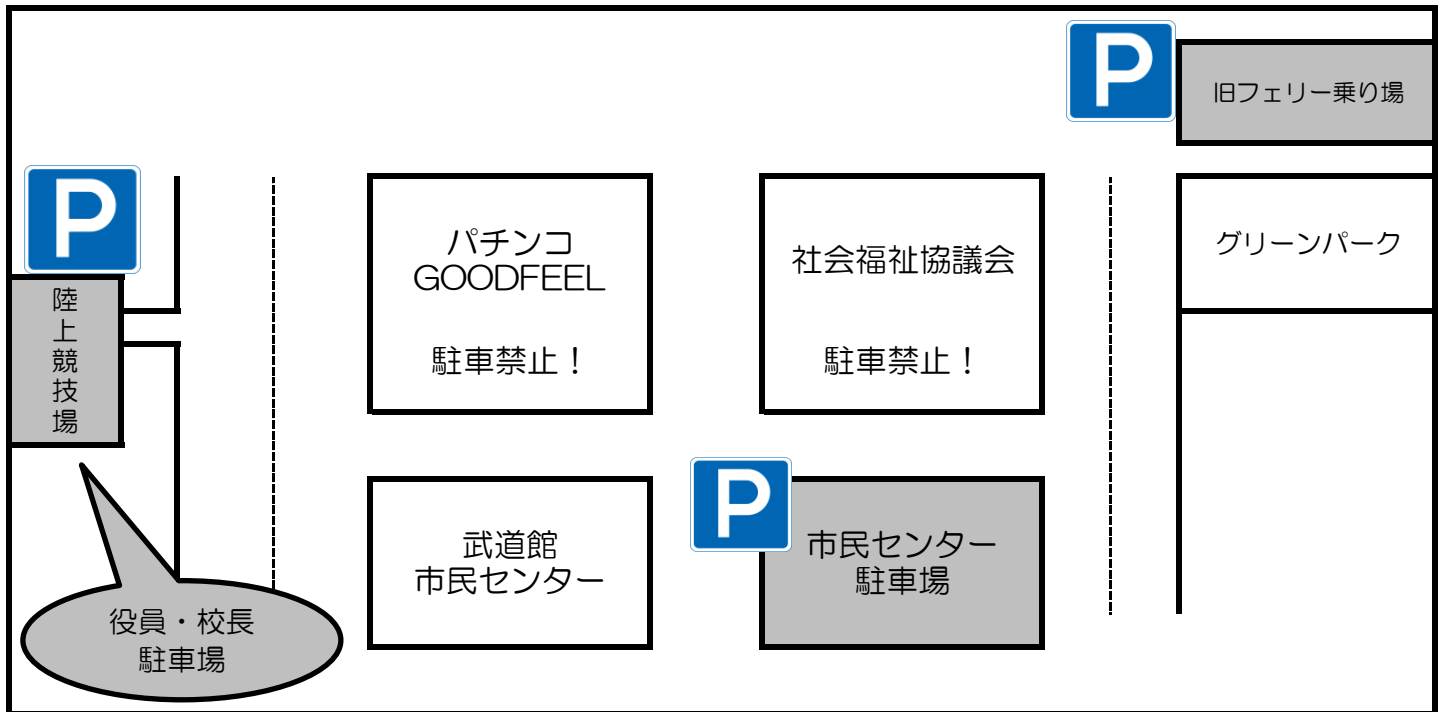 P
旧フェリー乗り場
P
陸上競技場
パチンコ
GOODFEEL
駐車禁止！
社会福祉協議会
駐車禁止！
グリーンパーク
武道館
市民センター
P
市民センター
駐車場
役員・校長
駐車場